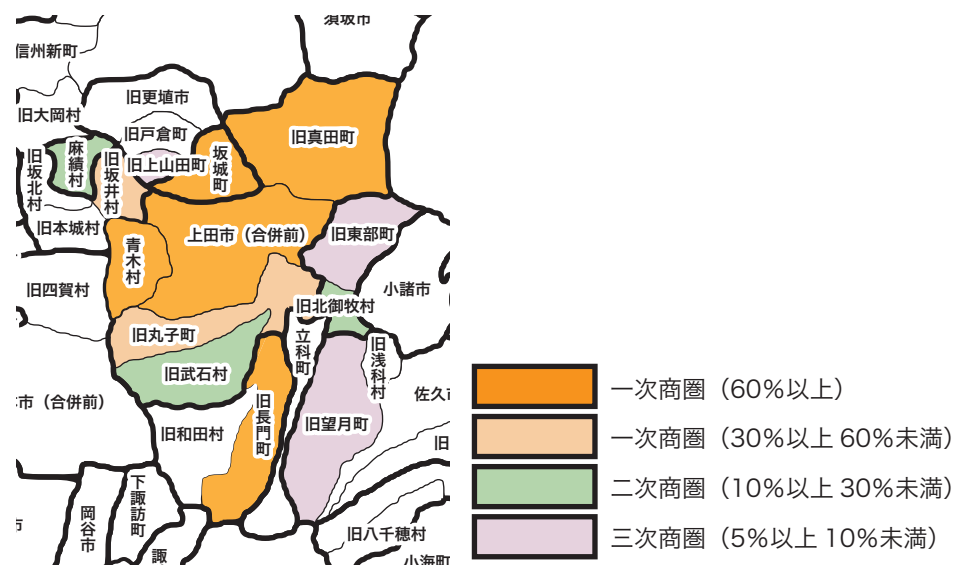 須坂市
信州新町
旧更埴市
旧大岡村
旧戸倉町
旧真田町
麻績村
旧坂北村
旧坂井村
旧上山田町
坂城町
旧本城村
上田市（合併前）
旧東部町
青木村
旧四賀村
小諸市
旧北御牧村
旧丸子町
立科町
旧浅科村
旧武石村
市（合併前）
佐久市
旧長門町
旧望月町
旧和田村
旧
下諏訪町
岡谷市
市
諏
旧八千穂村
小海町
一次商圏（60％以上）
一次商圏（30％以上 60％未満）
二次商圏（10％以上 30％未満）
三次商圏（5％以上 10％未満）